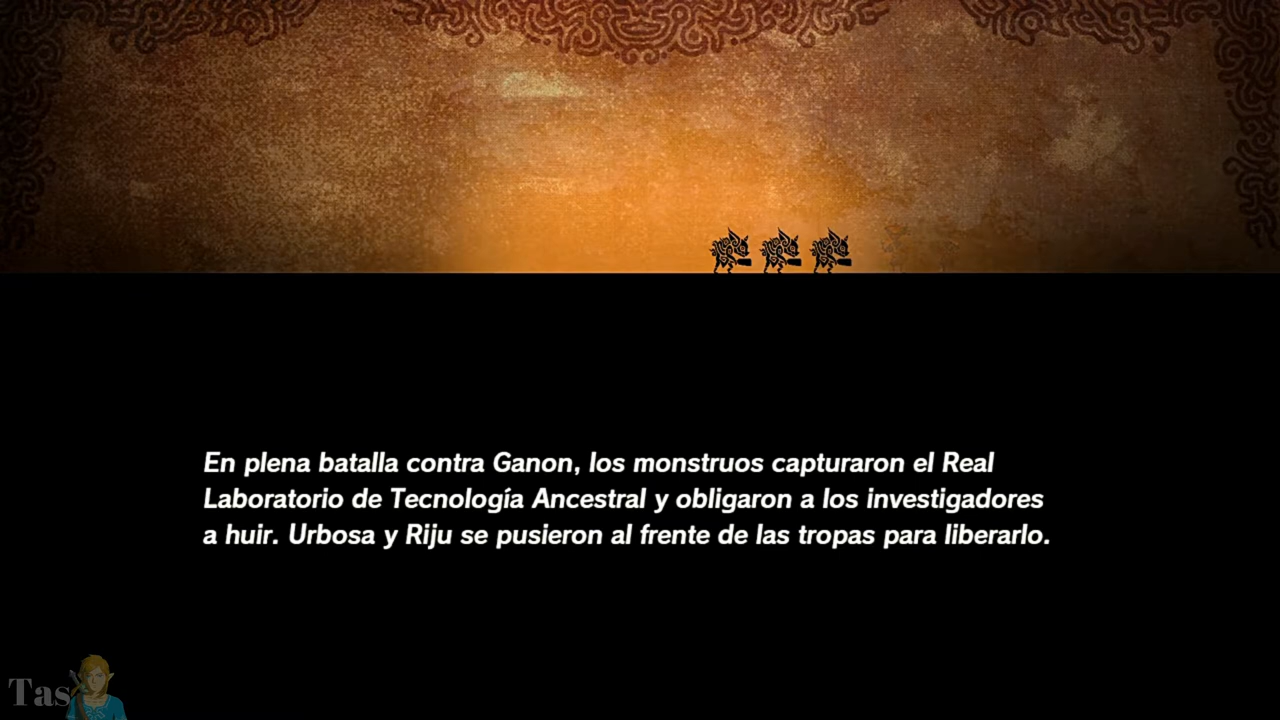 En plena batalla contra Ganon, los monstruos capturaron el Real
Laboratorio de Tecnología Ancestral y obligaron a los investigadores
a huir. Urbosa y Riju se pusieron al frente de las tropas para liberarlo.
Tas